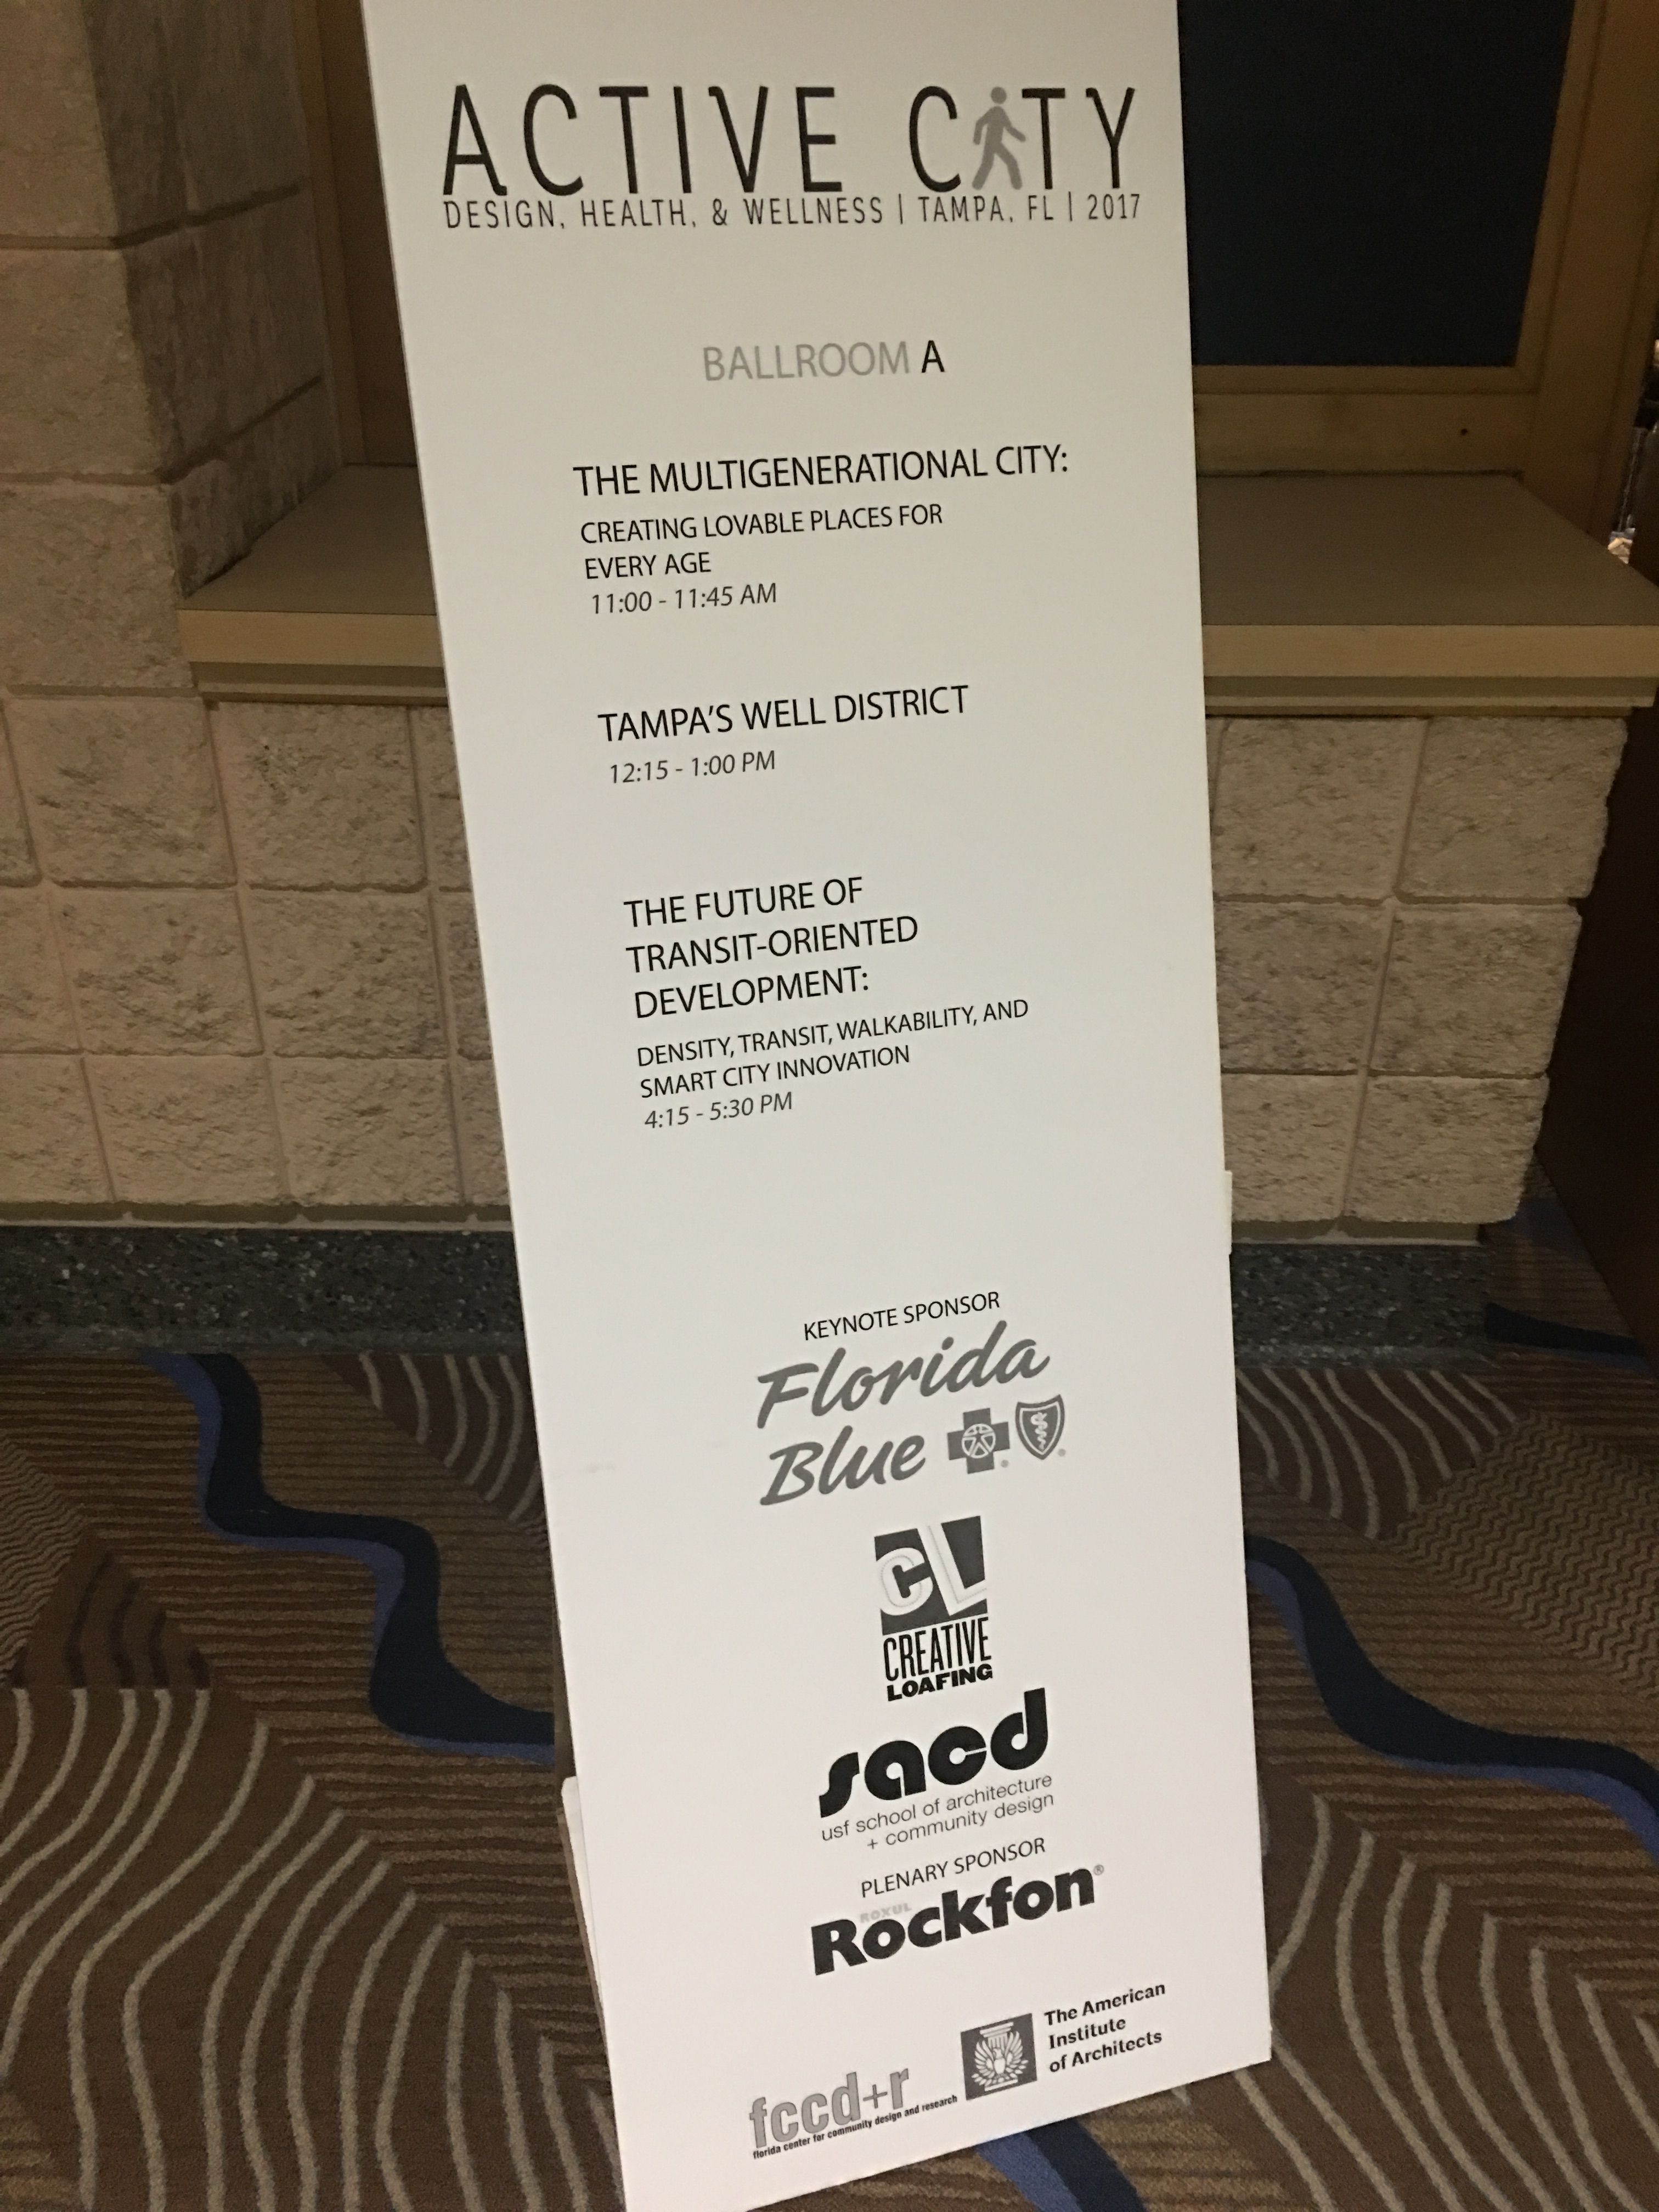 ACTIVE CITY
DESIGN, HEALTH, & WELLNESS | TAMPA, FL | 2017
BALLROOM A
THE MULTIGENERATIONAL CITY:
CREATING LOVABLE PLACES FOR
EVERY AGE
11:00 - 11:45 AM
TAMPA'S WELL DISTRICT
12:15 - 1:00 PM
THE FUTURE OF
TRANSIT-ORIENTED
DEVELOPMENT:
DENSITY, TRANSIT, WALKABILITY, AND
SMART CITY INNOVATION
4:15 - 5:30 PM
KEYNOTE SPONSOR
Florida
Blue ® ®
CL
CREATIVE
LOAFING
sacd
usf school of architecture
+ community design
PLENARY SPONSOR
ROXUL
Rockfon®
The American
Institute
of Architects
fccd+r
florida center for community design and research